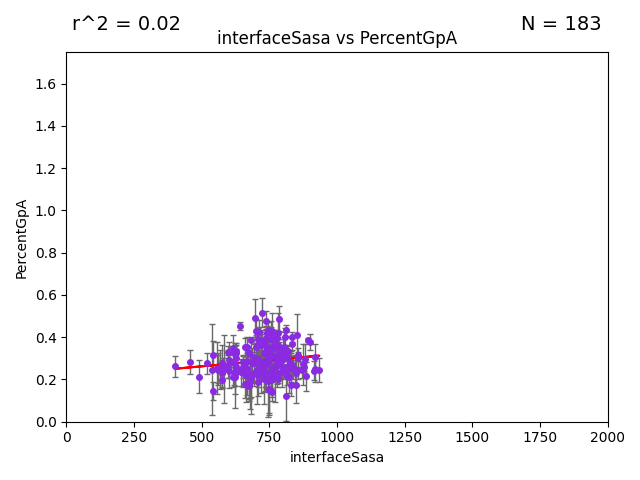 r^2 = 0.02
N = 183
interfaceSasa vs PercentGpA
PercentGpA
1.6
1.4
1.2
1.0
0.8
0.6
0.4
0.2
0.0
0 250 500 750 1000 1250 1500 1750 2000
interfaceSasa